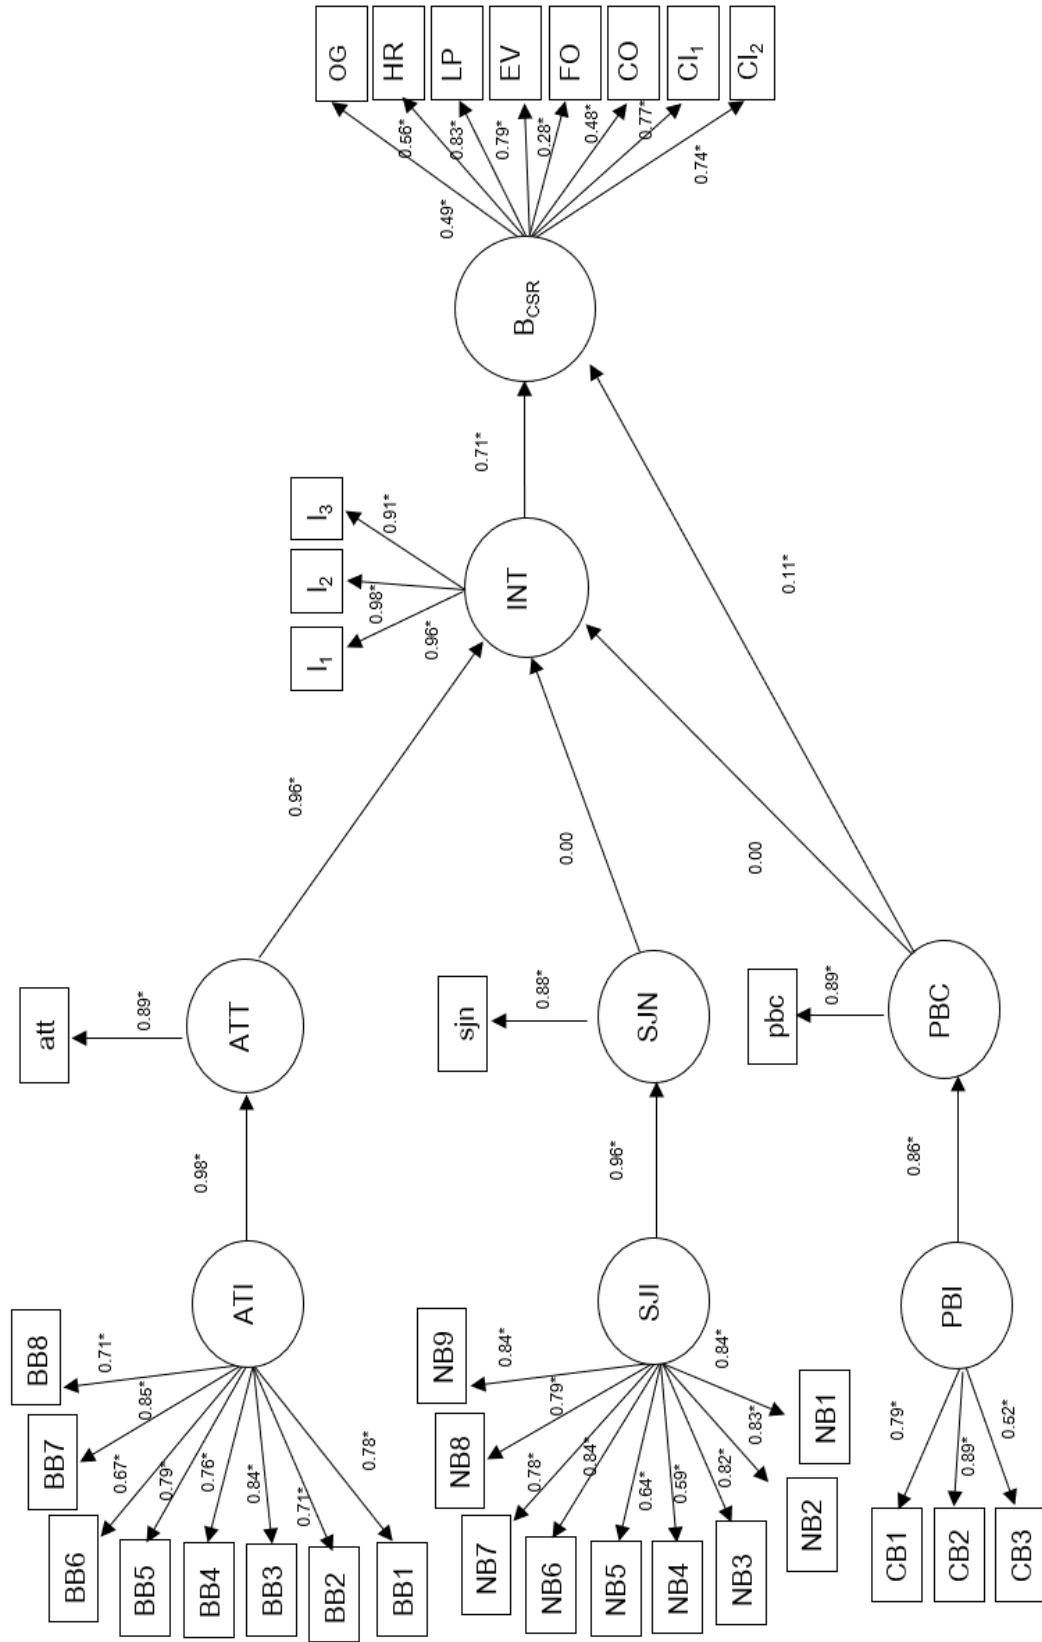 BB8
BB7
BB6
BB5
BB4
BB3
BB2
BB1
0.71*
0.85*
0.67*
0.79*
0.76*
0.84*
0.71*
0.78*
ATI
0.98*
ATT
0.89*
att
0.96*
NB9
NB8
NB7
NB6
NB5
NB4
NB3
NB2
NB1
0.84*
0.79*
0.78*
0.84*
0.64*
0.59*
0.82*
0.83*
0.84*
SJI
0.96*
SJN
0.88*
sjn
0.00
CB1
CB2
CB3
0.79*
0.89*
0.52*
PBI
0.86*
PBC
0.89*
pbc
0.00
0.11*
I1
I2
I3
0.96*
0.98*
0.91*
INT
0.71*
BCSR
0.49*
0.56*
0.83*
0.79*
0.28*
0.48*
0.77*
0.74*
OG
HR
LP
EV
FO
CO
CI1
CI2